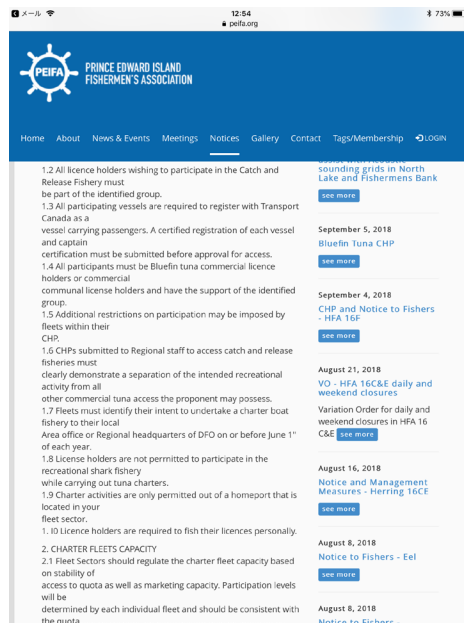 メール
12:54
73%
peifa.org
PEIFA
PRINCE EDWARD ISLAND
FISHERMEN'S ASSOCIATION
Home About News & Events Meetings Notices Gallery Contact Tags/Membership LOGIN
1.2 All licence holders wishing to participate in the Catch and
Release Fishery must
be part of the identified group.
1.3 All participating vessels are required to register with Transport
Canada as a
vessel carrying passengers. A certified registration of each vessel
and captain
certification must be submitted before approval for access.
1.4 All participants must be Bluefin tuna commercial licence
holders or commercial
communal license holders and have the support of the identified
group.
1.5 Additional restrictions on participation may be imposed by
fleets within their
CHP.
1.6 CHPs submitted to Regional staff to access catch and release
fisheries must
clearly demonstrate a separation of the intended recreational
activity from all
other commercial tuna access the proponent may possess.
1.7 Fleets must identify their intent to undertake a charter boat
fishery to their local
Area office or Regional headquarters of DFO on or before June 1"
of each year.
1.8 License holders are not permitted to participate in the
recreational shark fishery
while carrying out tuna charters.
1.9 Charter activities are only permitted out of a homeport that is
located in your
fleet sector.
1. I0 Licence holders are required to fish their licences personally.
2. CHARTER FLEETS CAPACITY
2.1 Fleet Sectors should regulate the charter fleet capacity based
on stability of
access to quota as well as marketing capacity. Participation levels
will be
determined by each individual fleet and should be consistent with
the quota
assist with Acoustic
sounding grids in North
Lake and Fishermens Bank
see more
September 5, 2018
Bluefin Tuna CHP
see more
September 4, 2018
CHP and Notice to Fishers
- HFA 16F
see more
August 21, 2018
VO - HFA 16C&E daily and
weekend closures
Variation Order for daily and
weekend closures in HFA 16
C&E see more
August 16, 2018
Notice and Management
Measures - Herring 16CE
see more
August 8, 2018
Notice to Fishers - Eel
see more
August 8, 2018
Notice to Fishers -